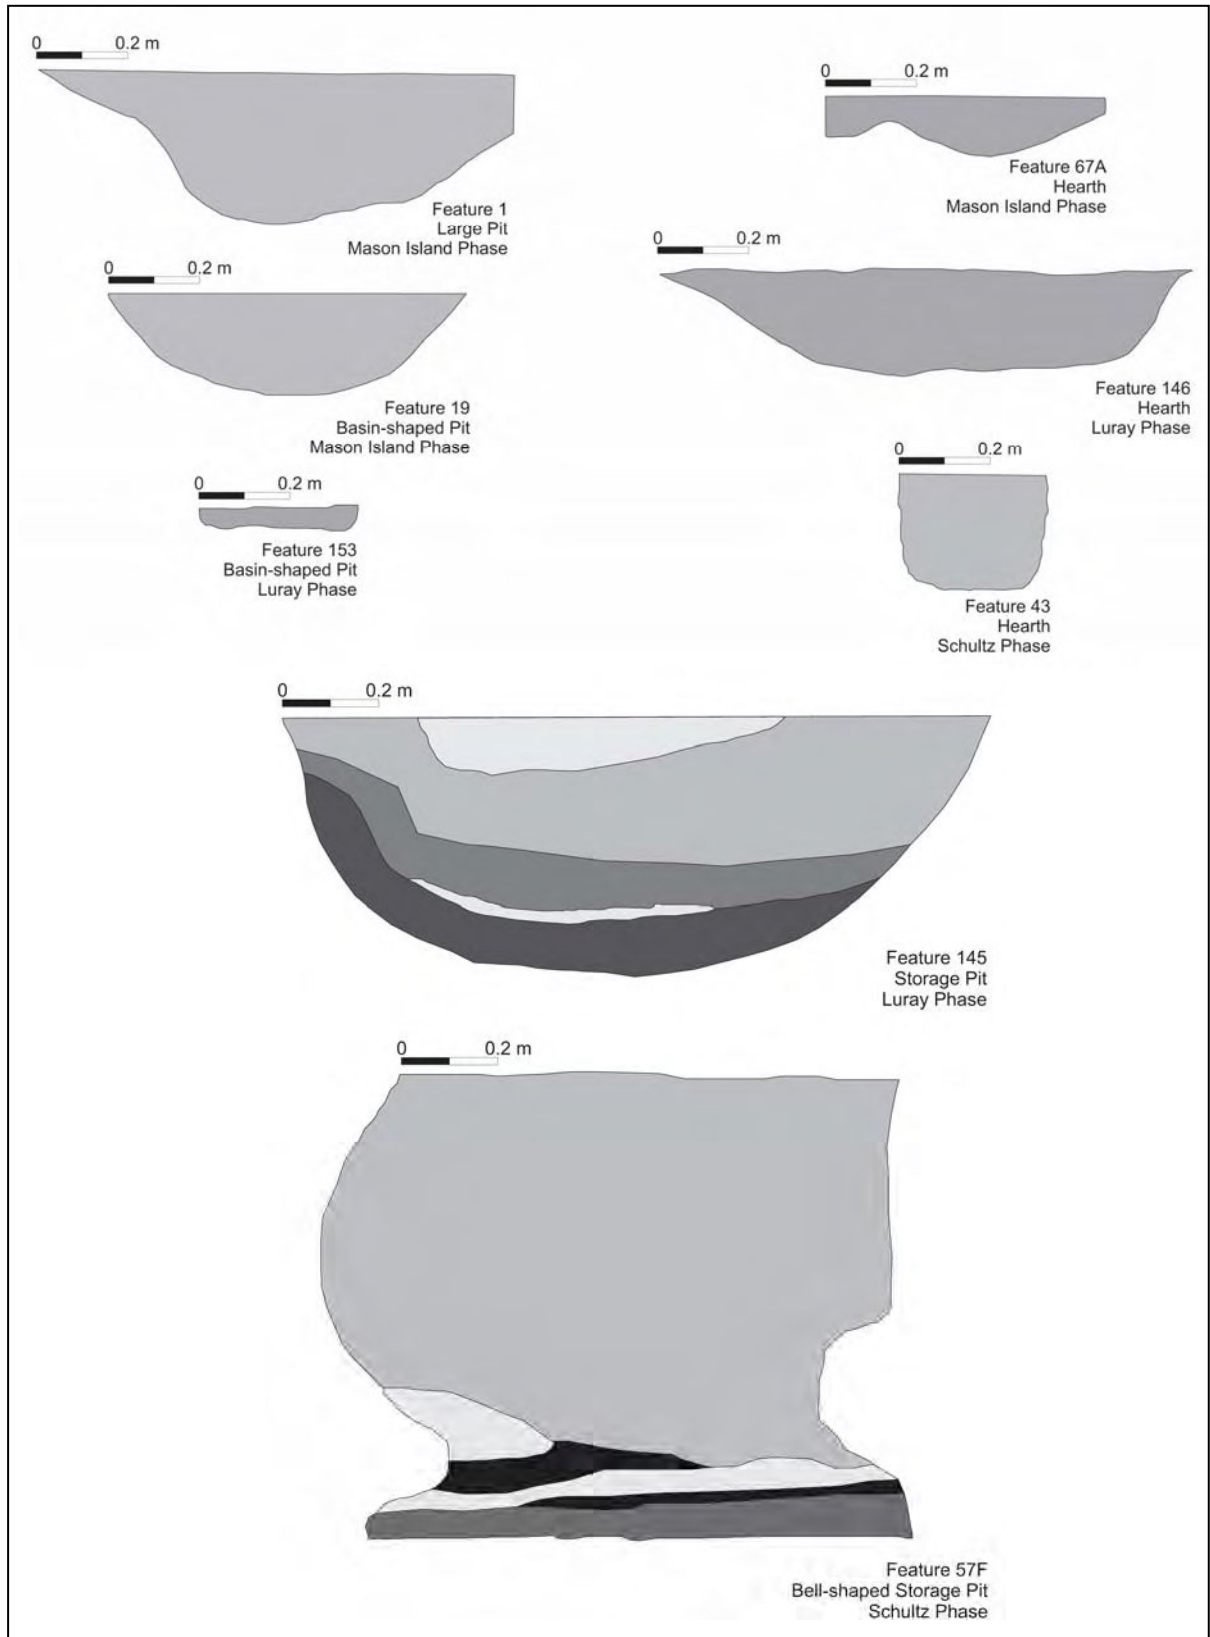 0 0.2 m
Feature 1
Large Pit
Mason Island Phase
0 0.2 m
Feature 67A
Hearth
Mason Island Phase
0 0.2 m
Feature 19
Basin-shaped Pit
Mason Island Phase
0 0.2 m
Feature 146
Hearth
Luray Phase
0 0.2 m
Feature 153
Basin-shaped Pit
Luray Phase
0 0.2 m
Feature 43
Hearth
Schultz Phase
0 0.2 m
Feature 145
Storage Pit
Luray Phase
0 0.2 m
Feature 57F
Bell-shaped Storage Pit
Schultz Phase